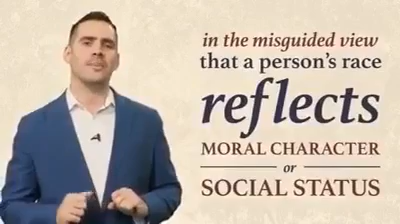 in the misguided view
that a person's race
reflects
MORAL CHARACTER
or
SOCIAL STATUS